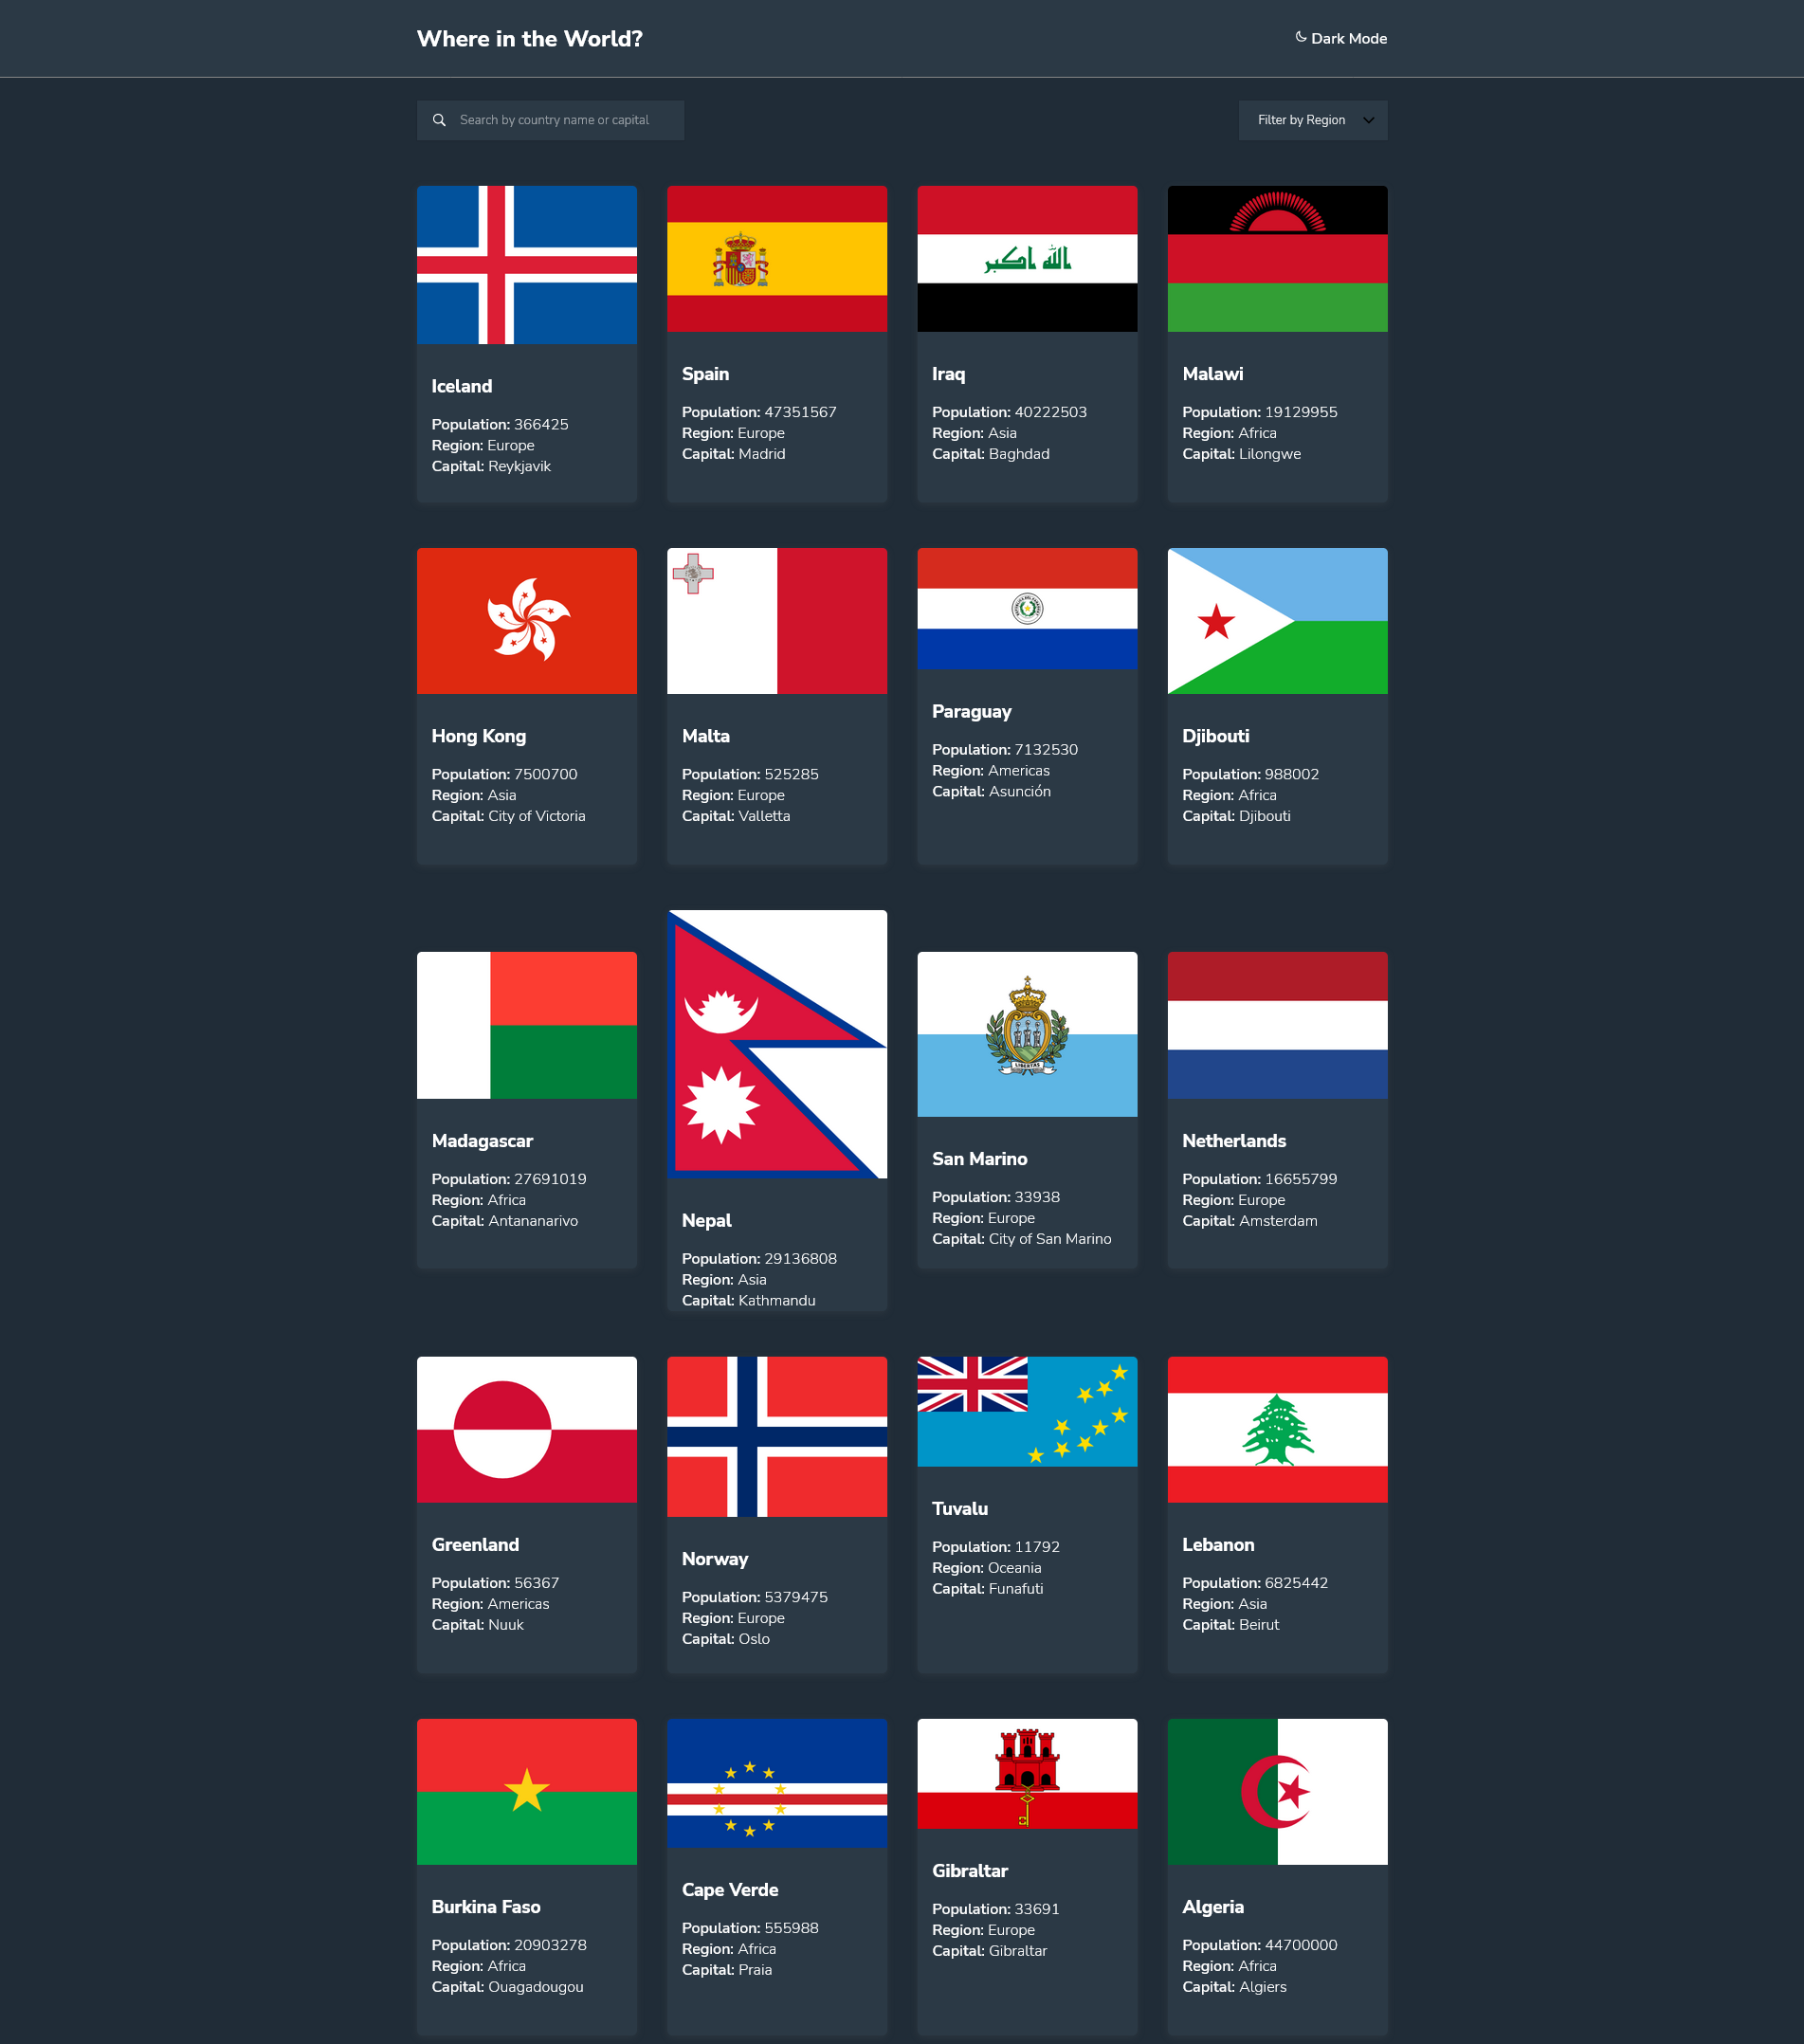 Where in the World?
Dark Mode
Search by country name or capital
Filter by Region
الله اكبر
Iceland
Population: 366425
Region: Europe
Capital: Reykjavik
Spain
Population: 47351567
Region: Europe
Capital: Madrid
Iraq
Population: 40222503
Region: Asia
Capital: Baghdad
Malawi
Population: 19129955
Region: Africa
Capital: Lilongwe
Hong Kong
Population: 7500700
Region: Asia
Capital: City of Victoria
Malta
Population: 525285
Region: Europe
Capital: Valletta
Paraguay
Population: 7132530
Region: Americas
Capital: Asunción
Djibouti
Population: 988002
Region: Africa
Capital: Djibouti
Madagascar
Population: 27691019
Region: Africa
Capital: Antananarivo
Nepal
Population: 29136808
Region: Asia
Capital: Kathmandu
LIBERTAS
San Marino
Population: 33938
Region: Europe
Capital: City of San Marino
Netherlands
Population: 16655799
Region: Europe
Capital: Amsterdam
Greenland
Population: 56367
Region: Americas
Capital: Nuuk
Norway
Population: 5379475
Region: Europe
Capital: Oslo
Tuvalu
Population: 11792
Region: Oceania
Capital: Funafuti
Lebanon
Population: 6825442
Region: Asia
Capital: Beirut
Burkina Faso
Population: 20903278
Region: Africa
Capital: Ouagadougou
Cape Verde
Population: 555988
Region: Africa
Capital: Praia
Gibraltar
Population: 33691
Region: Europe
Capital: Gibraltar
Algeria
Population: 44700000
Region: Africa
Capital: Algiers